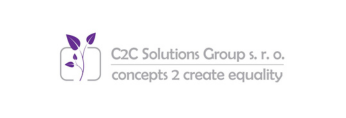 C2C Solutions Group s. r. o.
concepts 2 create equality